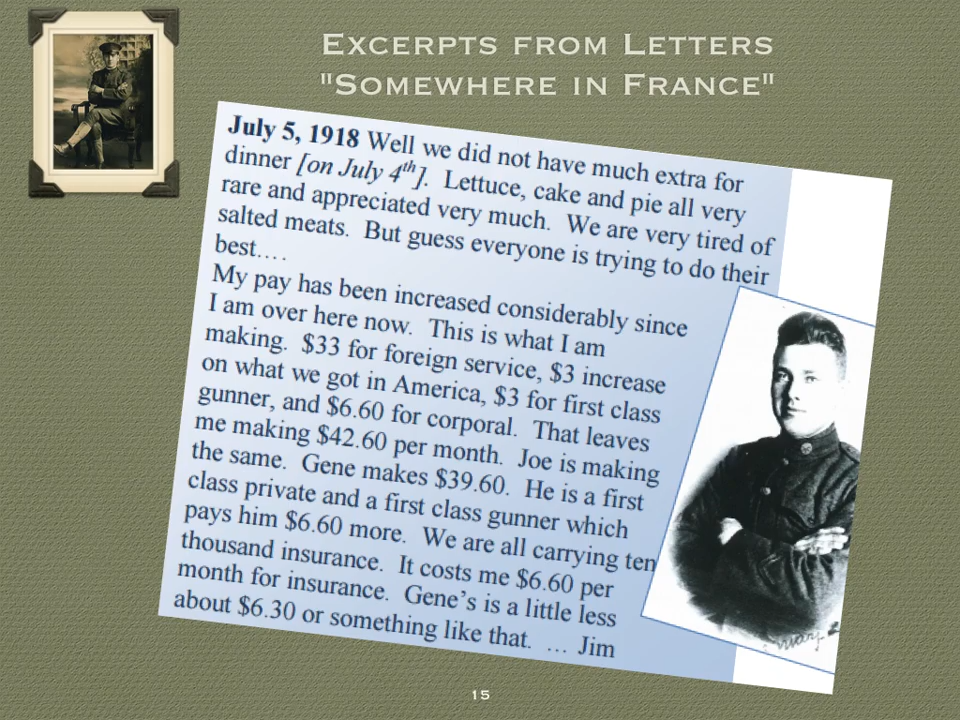 Excerpts from Letters
"Somewhere in France"
July 5, 1918 Well we did not have much extra for
dinner [on July 4th]. Lettuce, cake and pie all very
rare and appreciated very much. We are very tired of
salted meats. But guess everyone is trying to do their
best….
My pay has been increased considerably since
I am over here now. This is what I am
making. $33 for foreign service, $3 increase
on what we got in America, $3 for first class
gunner, and $6.60 for corporal. That leaves
me making $42.60 per month. Joe is making
the same. Gene makes $39.60. He is a first
class private and a first class gunner which
pays him $6.60 more. We are all carrying ten
thousand insurance. It costs me $6.60 per
month for insurance. Gene's is a little less
about $6.30 or something like that. … Jim
15